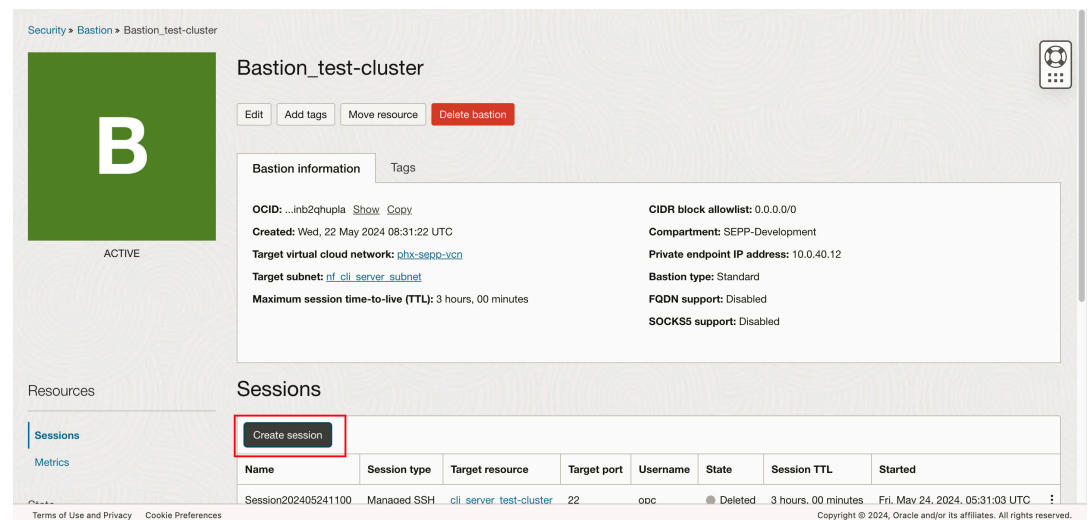 Security » Bastion » Bastion_test-cluster
B
ACTIVE
Bastion_test-cluster
Edit Add tags Move resource Delete bastion
Bastion information Tags
OCID: ...inb2qhupla Show Copy
Created: Wed, 22 May 2024 08:31:22 UTC
Target virtual cloud network: phx-sepp-vcn
Target subnet: nf_cli_server_subnet
Maximum session time-to-live (TTL): 3 hours, 00 minutes
CIDR block allowlist: 0.0.0.0/0
Compartment: SEPP-Development
Private endpoint IP address: 10.0.40.12
Bastion type: Standard
FQDN support: Disabled
SOCKS5 support: Disabled
Resources
Sessions
Metrics
State
Sessions
Create session
Name Session type Target resource Target port Username State Session TTL Started
Session202405241100 Managed SSH cli_server_test-cluster 22 opc Deleted 3 hours, 00 minutes Fri, May 24, 2024, 05:31:03 UTC
Terms of Use and Privacy Cookie Preferences
Copyright © 2024, Oracle and/or its affiliates. All rights reserved.